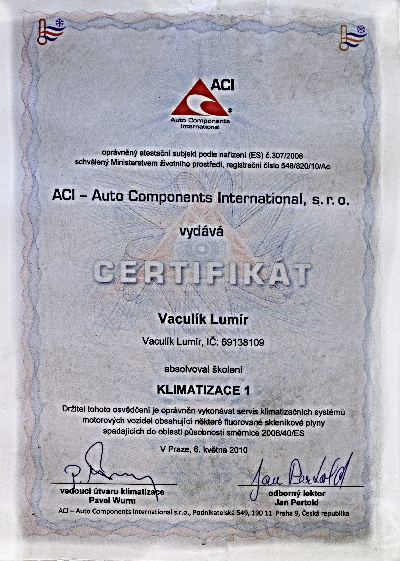 ACI
Auto Components
International
oprávněný atestační subjekt podle nařízení (ES) č.307/2008
schválený Ministerstvem životního prostředí, registrační číslo 548/820/10/Ao
ACI – Auto Components International, s. r. o.
vydává
CERTIFIKÁT
Vaculík Lumír
Vaculík Lumír, IČ: 69138109
absolvoval školení
KLIMATIZACE 1
Držitel tohoto osvědčení je oprávněn vykonávat servis klimatizačních systémů
motorových vozidel obsahující některé fluorované skleníkové plyny
spadajících do oblasti působnosti směrnice 2006/40/ES
V Praze, 6. května 2010
vedoucí útvaru klimatizace
Pavel Wurm
odborný lektor
Jan Pertold
ACI – Auto Components International s.r.o., Podnikatelská 549, 190 11 Praha 9, Česká republika